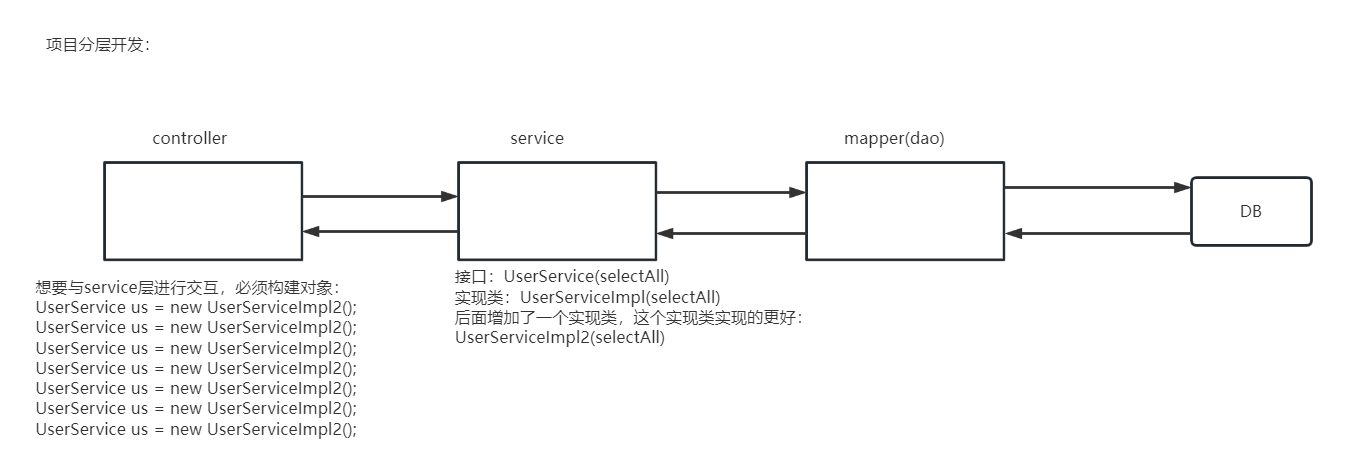 项目分层开发：
controller
service
mapper(dao)
DB
想要与service层进行交互，必须构建对象：
UserService us = new UserServiceImpl2();
UserService us = new UserServiceImpl2();
UserService us = new UserServiceImpl2();
UserService us = new UserServiceImpl2();
UserService us = new UserServiceImpl2();
UserService us = new UserServiceImpl2();
UserService us = new UserServiceImpl2();
接口：UserService(selectAll)
实现类：UserServiceImpl(selectAll)
后面增加了一个实现类，这个实现类实现的更好：
UserServiceImpl2(selectAll)